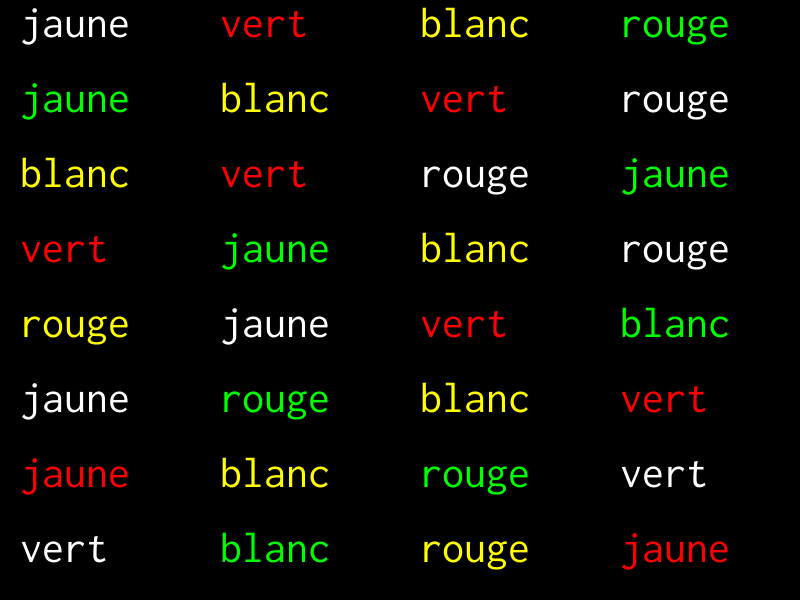 jaune vert blanc rouge
jaune blanc vert rouge
blanc vert rouge jaune
vert jaune blanc rouge
rouge jaune vert blanc
jaune rouge blanc vert
jaune blanc rouge vert
vert blanc rouge jaune